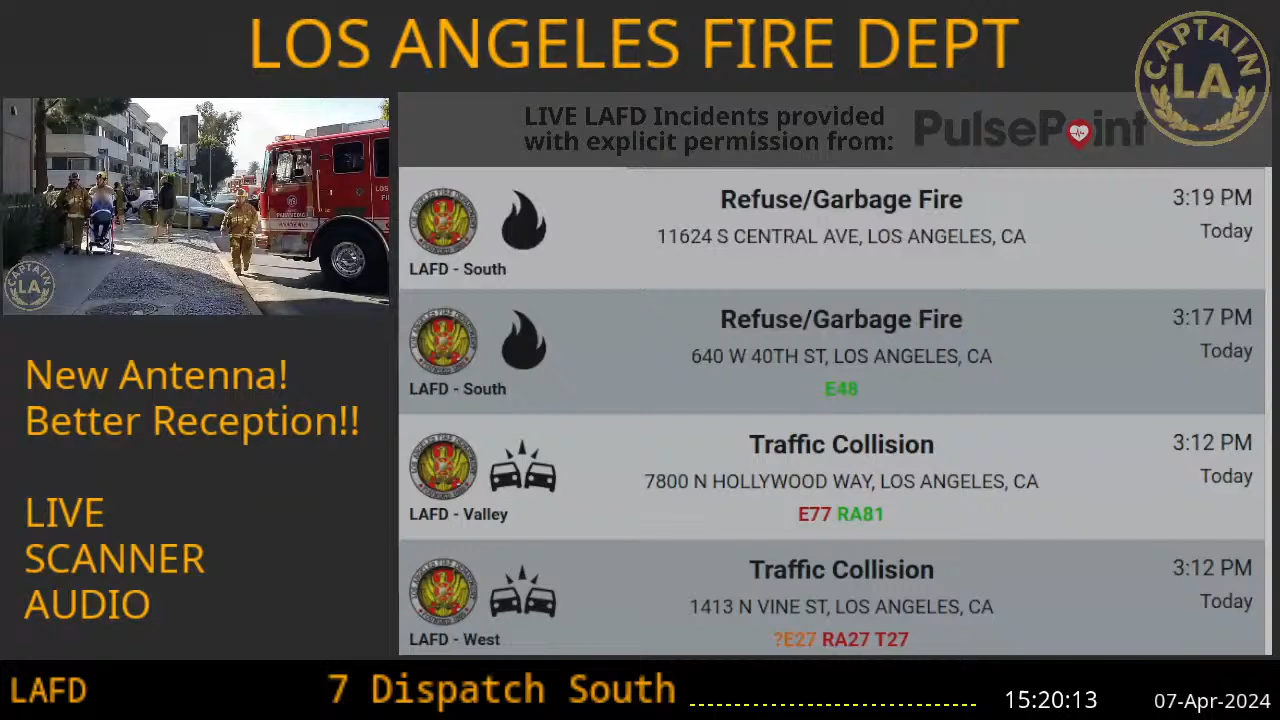 LOS ANGELES FIRE DEPT
CAPTAIN
LA
LIVE LAFD Incidents provided
with explicit permission from:
PulsePoint
Refuse/Garbage Fire
3:19 PM
11624 S CENTRAL AVE, LOS ANGELES, CA
Today
LAFD - South
Refuse/Garbage Fire
3:17 PM
640 W 40TH ST, LOS ANGELES, CA
Today
E48
LAFD - South
Traffic Collision
3:12 PM
7800 N HOLLYWOOD WAY, LOS ANGELES, CA
Today
E77 RA81
LAFD - Valley
Traffic Collision
3:12 PM
1413 N VINE ST, LOS ANGELES, CA
Today
?E27 RA27 T27
LAFD - West
CAPTAIN
LA
New Antenna!
Better Reception!!
LIVE
SCANNER
AUDIO
LAFD
7 Dispatch South
15:20:13
07-Apr-2024